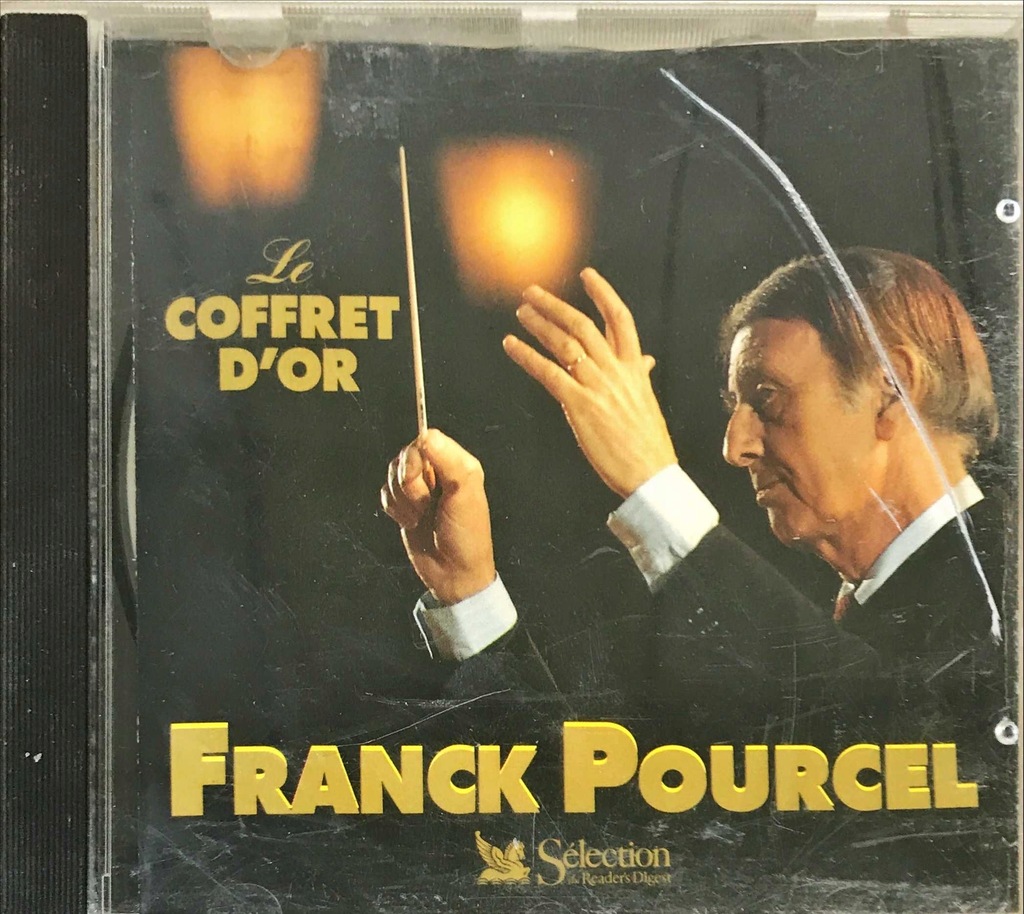 Le
COFFRET
D'OR
FRANCK POURCEL
Sélection
du Reader's Digest